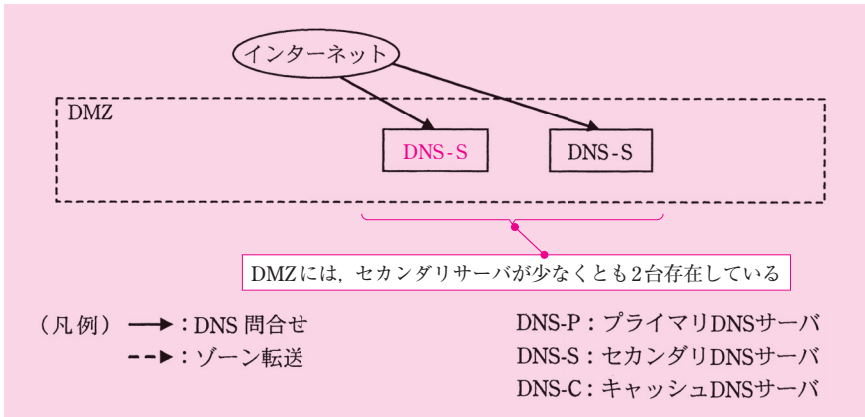 インターネット
DMZ
DNS-S
DNS-S
DMZには，セカンダリサーバが少なくとも2台存在している
（凡例）　：DNS 問合せ
：ゾーン転送
DNS-P：プライマリDNSサーバ
DNS-S：セカンダリDNSサーバ
DNS-C：キャッシュDNSサーバ